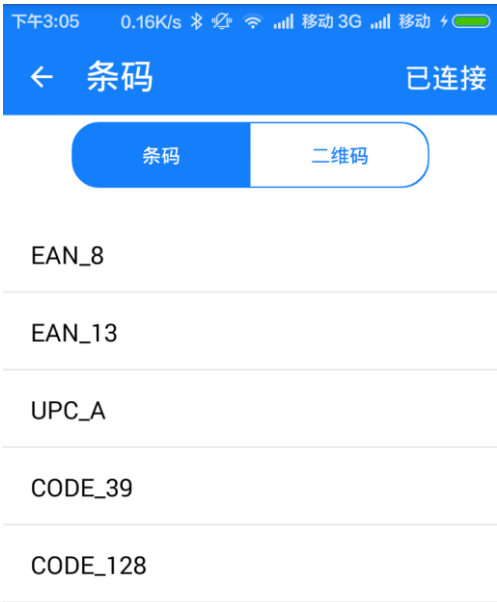 下午3:05 0.16K/s 移动 3G 移动
条码 已连接
条码 二维码
EAN_8
EAN_13
UPC_A
CODE_39
CODE_128